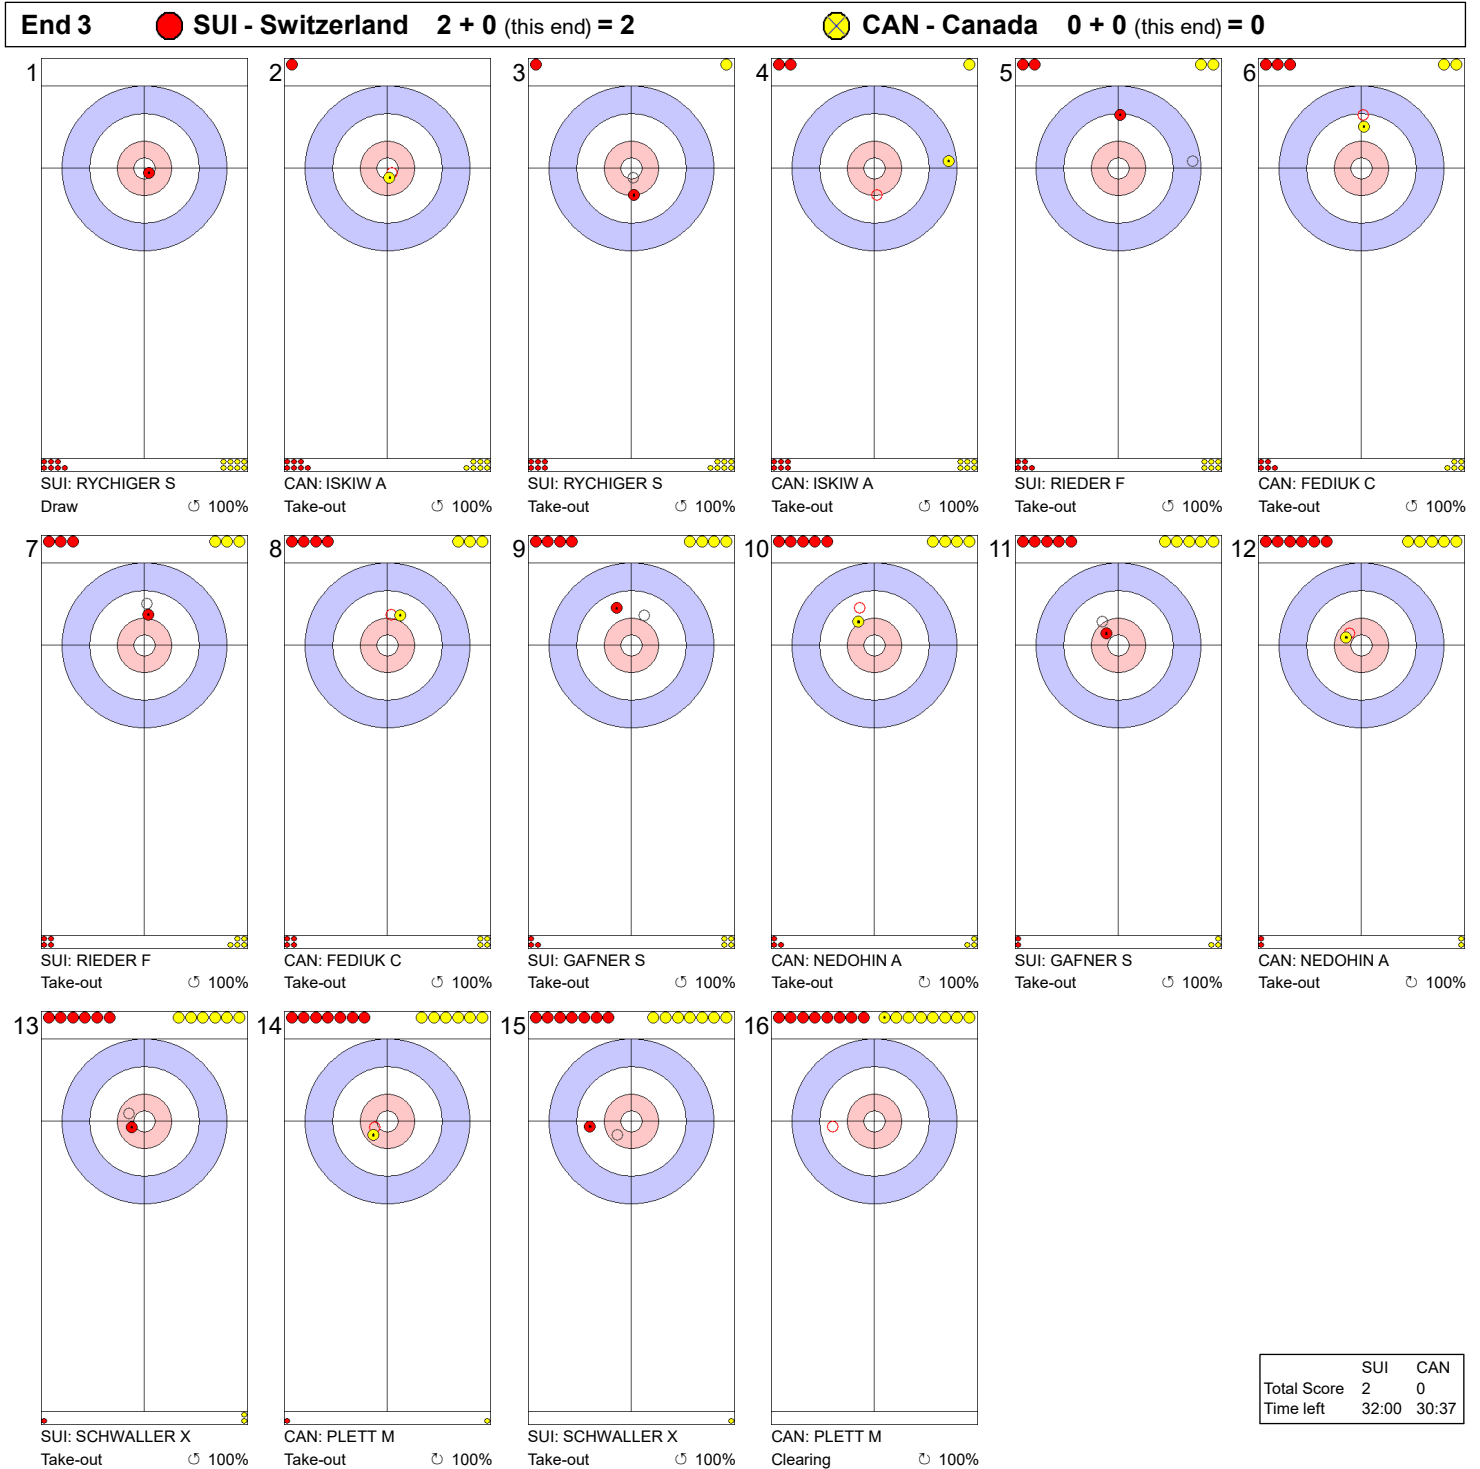 End 3 SUI - Switzerland 2 + 0 (this end) = 2 CAN - Canada 0 + 0 (this end) = 0
1 2 3 4 5 6
SUI: RYCHIGER S CAN: ISKIW A SUI: RYCHIGER S CAN: ISKIW A SUI: RIEDER F CAN: FEDIUK C
Draw 100% Take-out 100% Take-out 100% Take-out 100% Take-out 100% Take-out 100%
7 8 9 10 11 12
SUI: RIEDER F CAN: FEDIUK C SUI: GAFNER S CAN: NEDOHIN A SUI: GAFNER S CAN: NEDOHIN A
Take-out 100% Take-out 100% Take-out 100% Take-out 100% Take-out 100% Take-out 100%
13 14 15 16
SUI CAN
Total Score 2 0
Time left 32:00 30:37
SUI: SCHWALLER X CAN: PLETT M SUI: SCHWALLER X CAN: PLETT M
Take-out 100% Take-out 100% Take-out 100% Clearing 100%